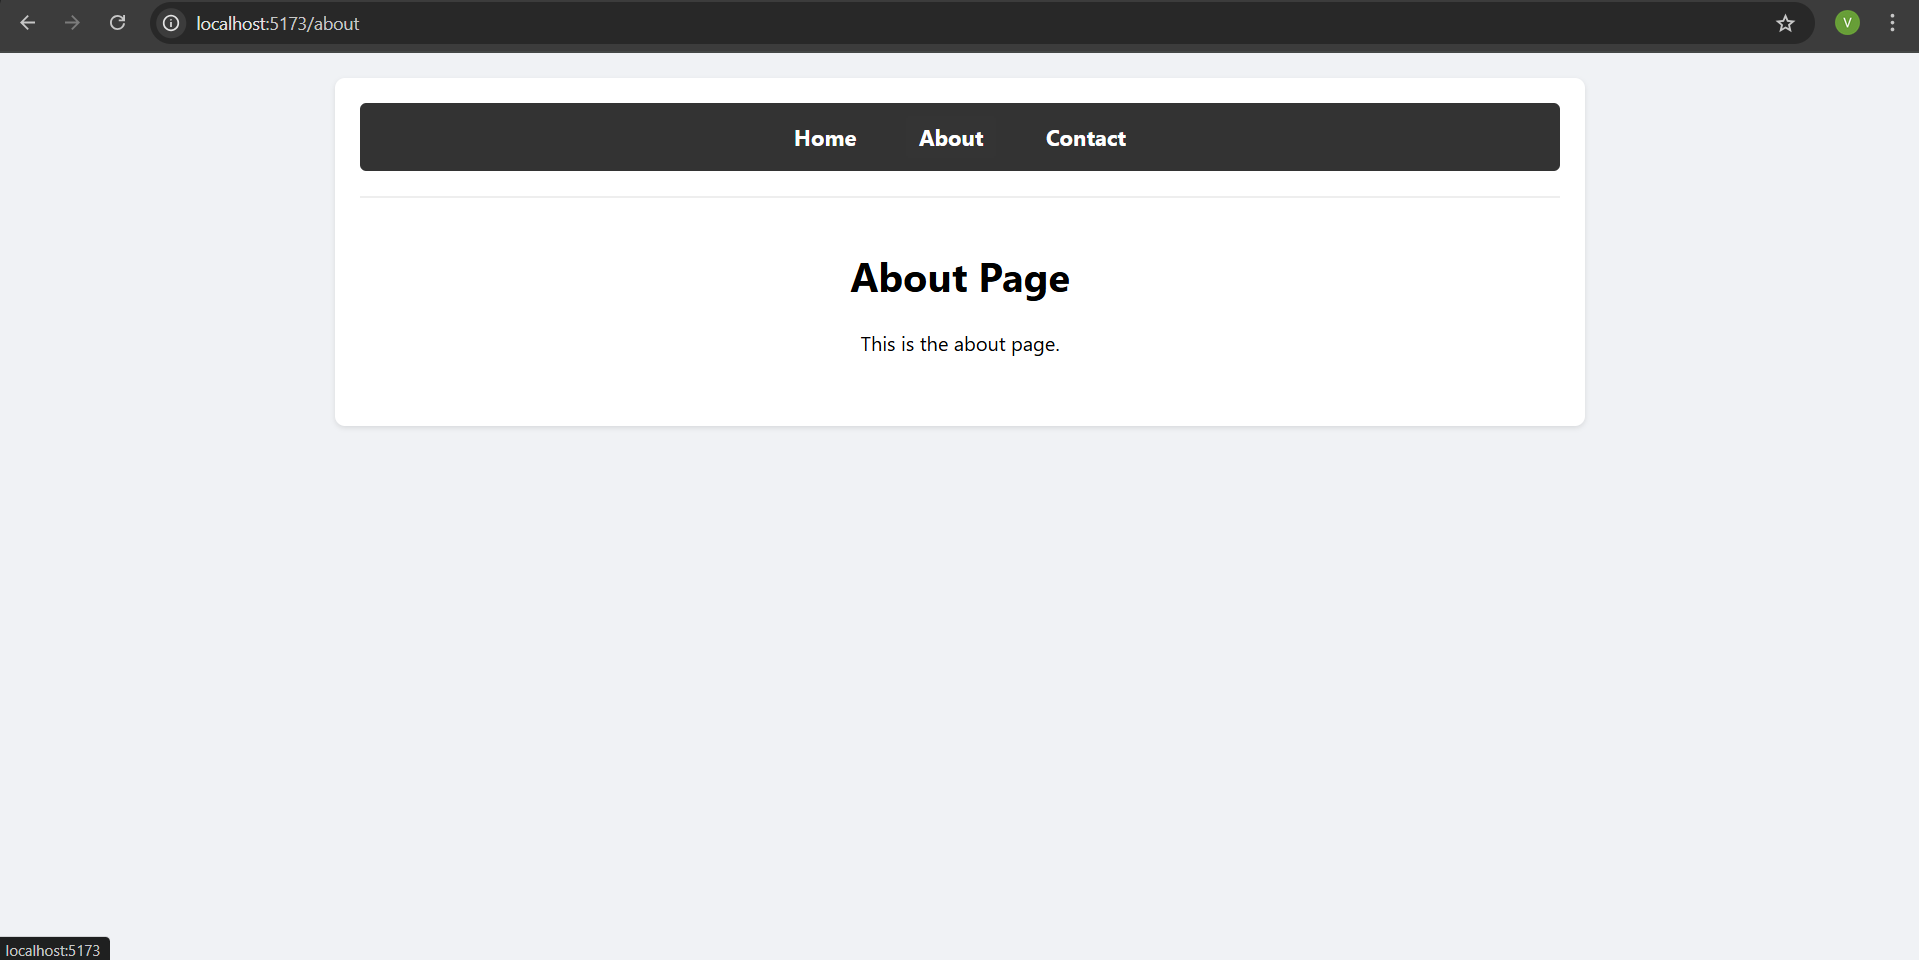 localhost:5173/about
V
Home About Contact
About Page
This is the about page.
localhost:5173